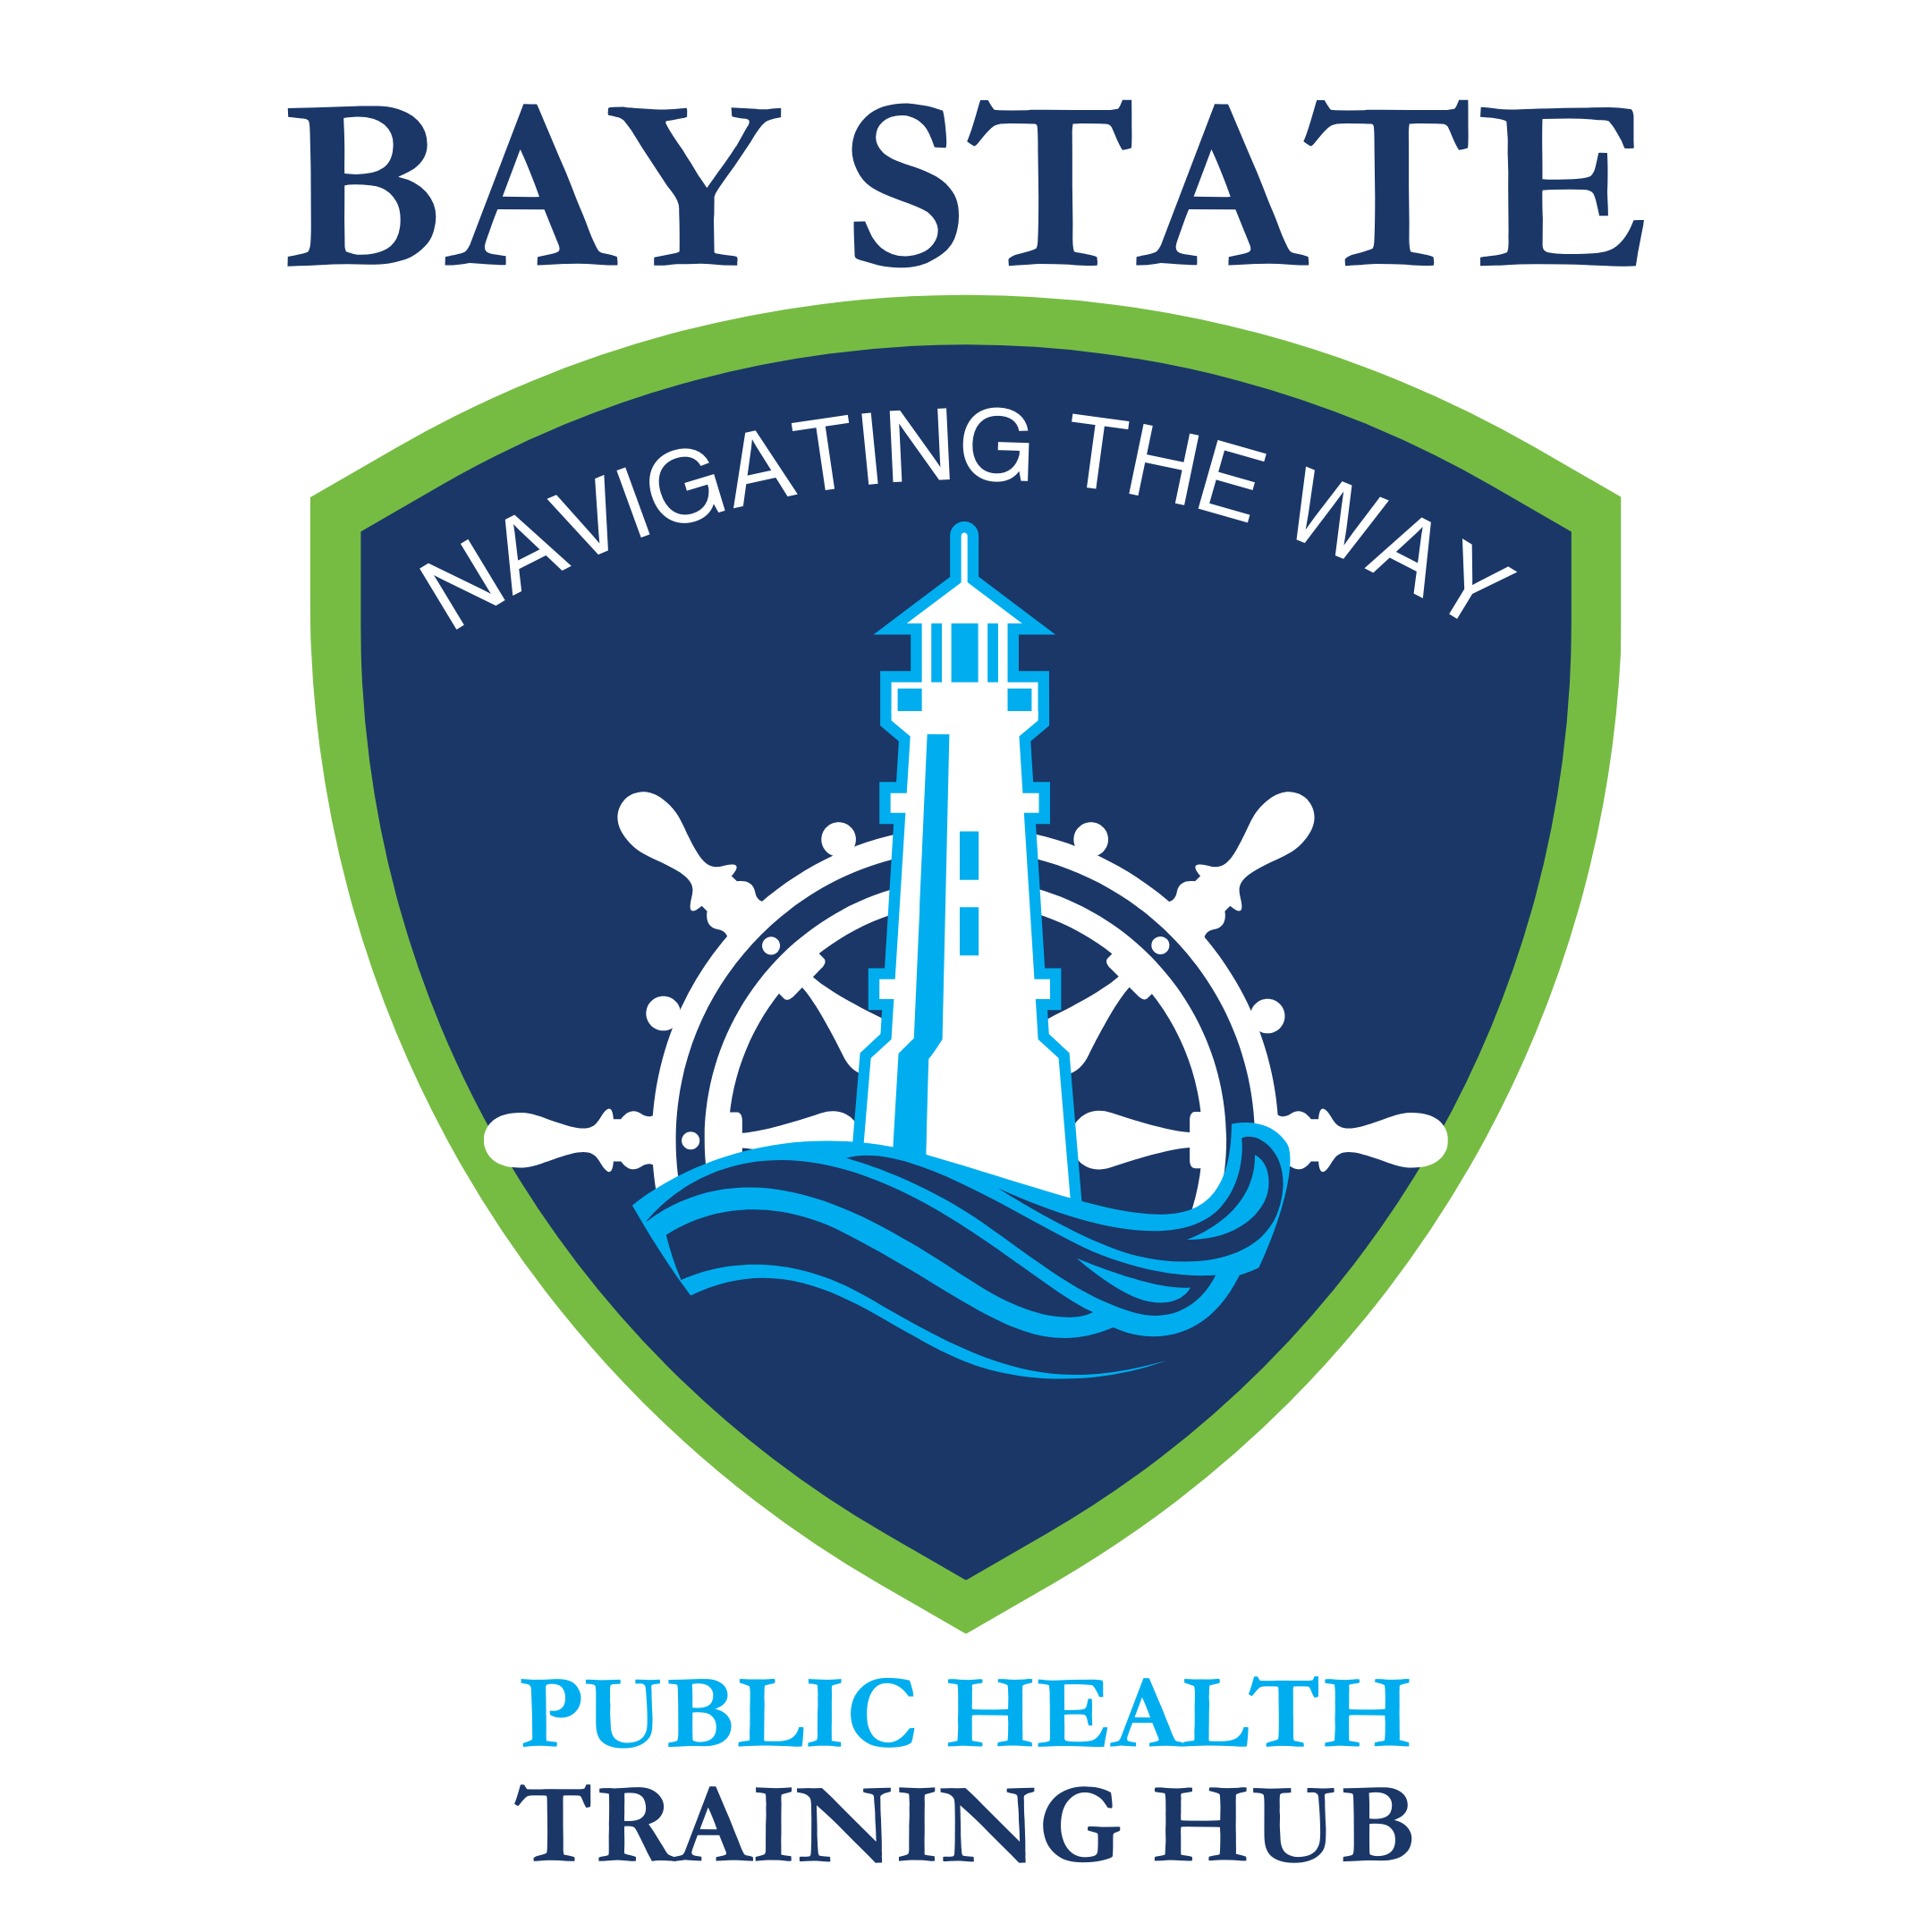 BAY STATE
NAVIGATING THE WAY
PUBLIC HEALTH
TRAINING HUB